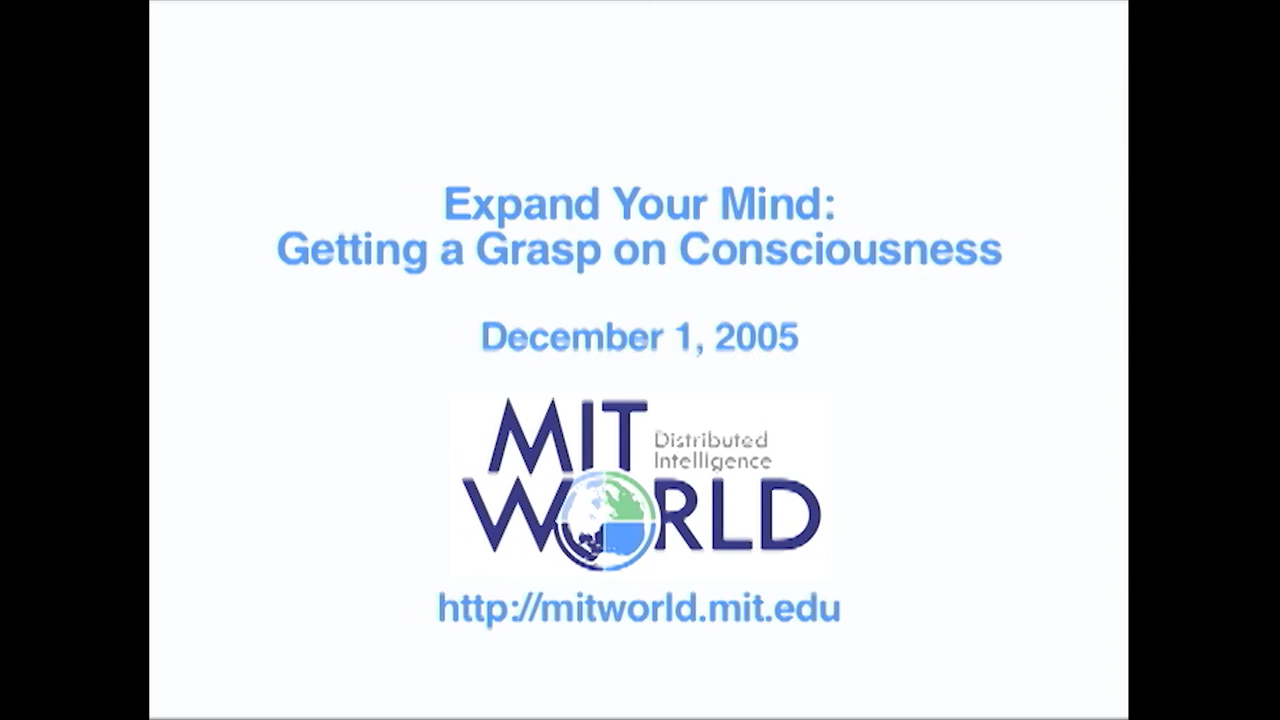 Expand Your Mind:
Getting a Grasp on Consciousness
December 1, 2005
MIT
Distributed
Intelligence
WORLD
http://mitworld.mit.edu